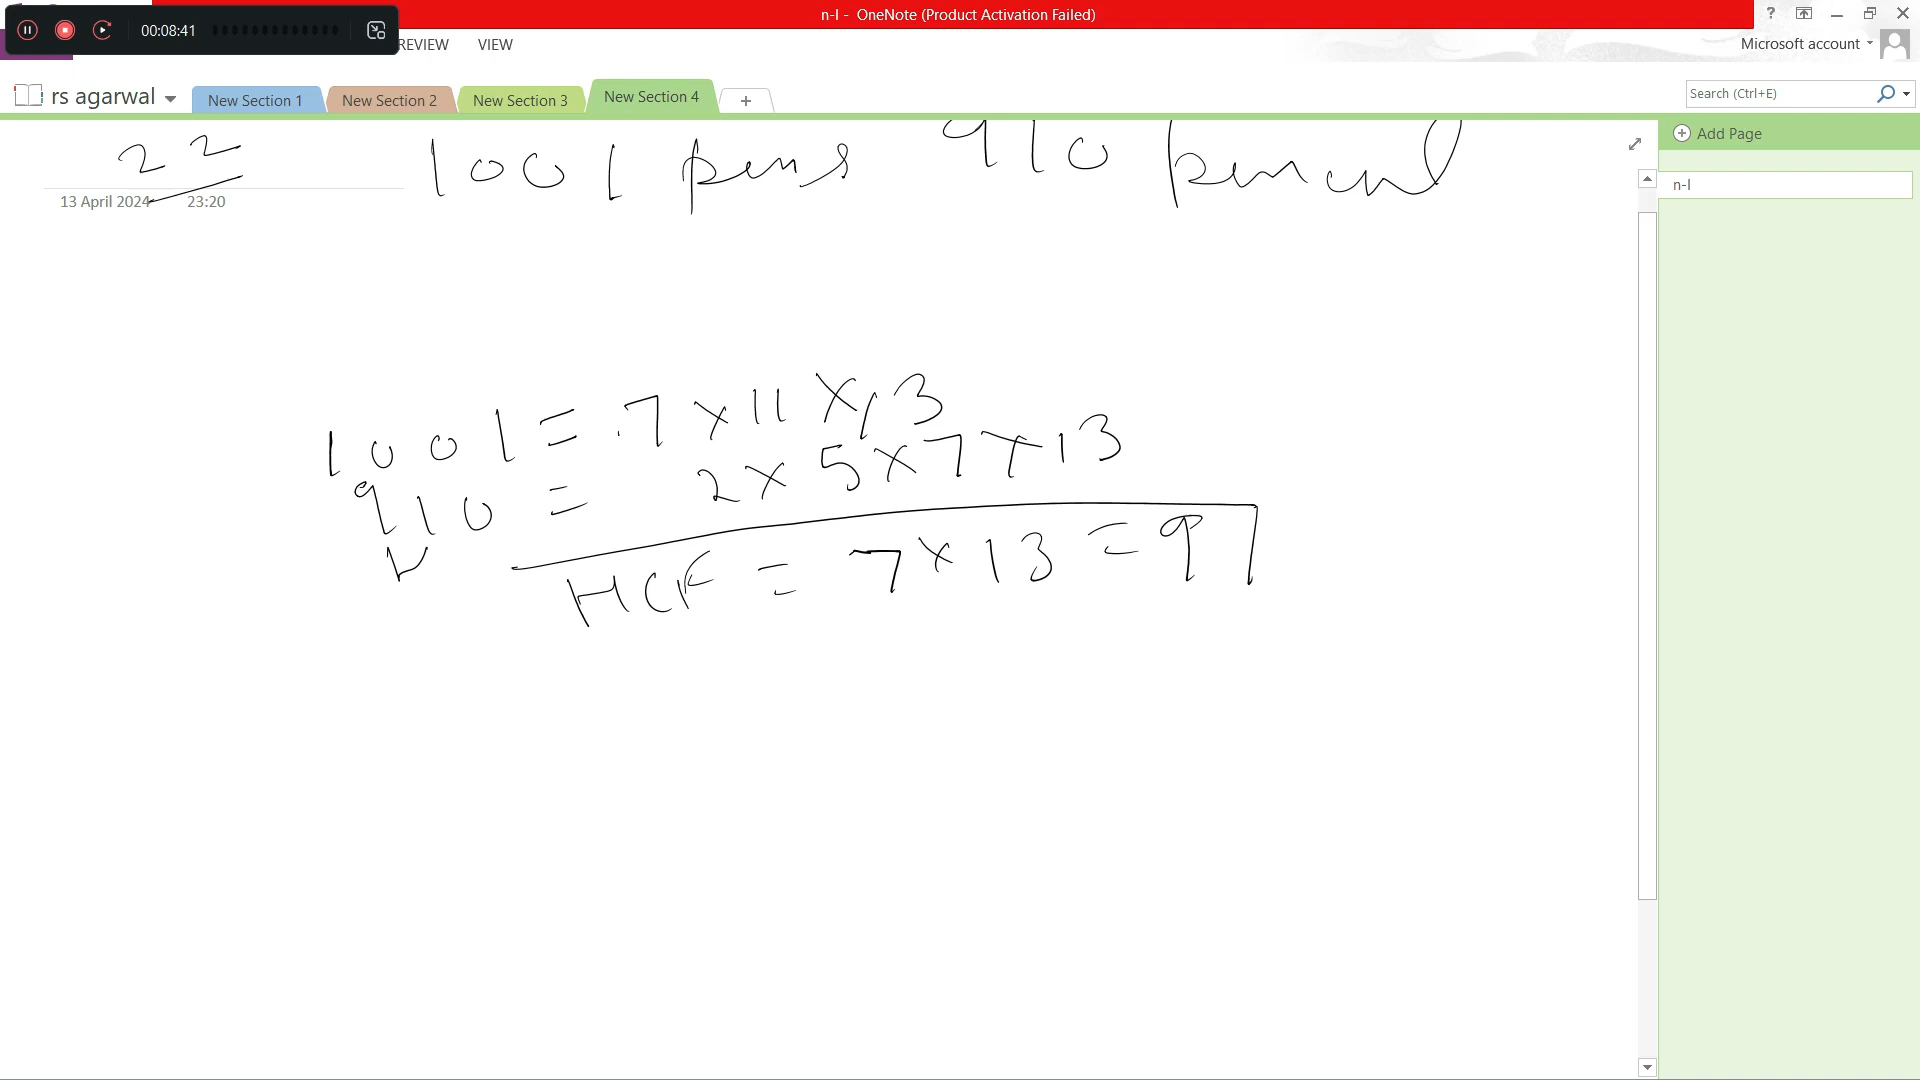 n-I - OneNote (Product Activation Failed)
00:08:41
REVIEW VIEW
Microsoft account
rs agarwal
New Section 1
New Section 2
New Section 3
New Section 4
Search (Ctrl+E)
Add Page
n-I
22
1001 pens 910 pencil
13 April 2024 23:20
1001 = 7 × 11 × 13
910 = 2 × 5 × 7 × 13
HCF = 7 × 13 = 91